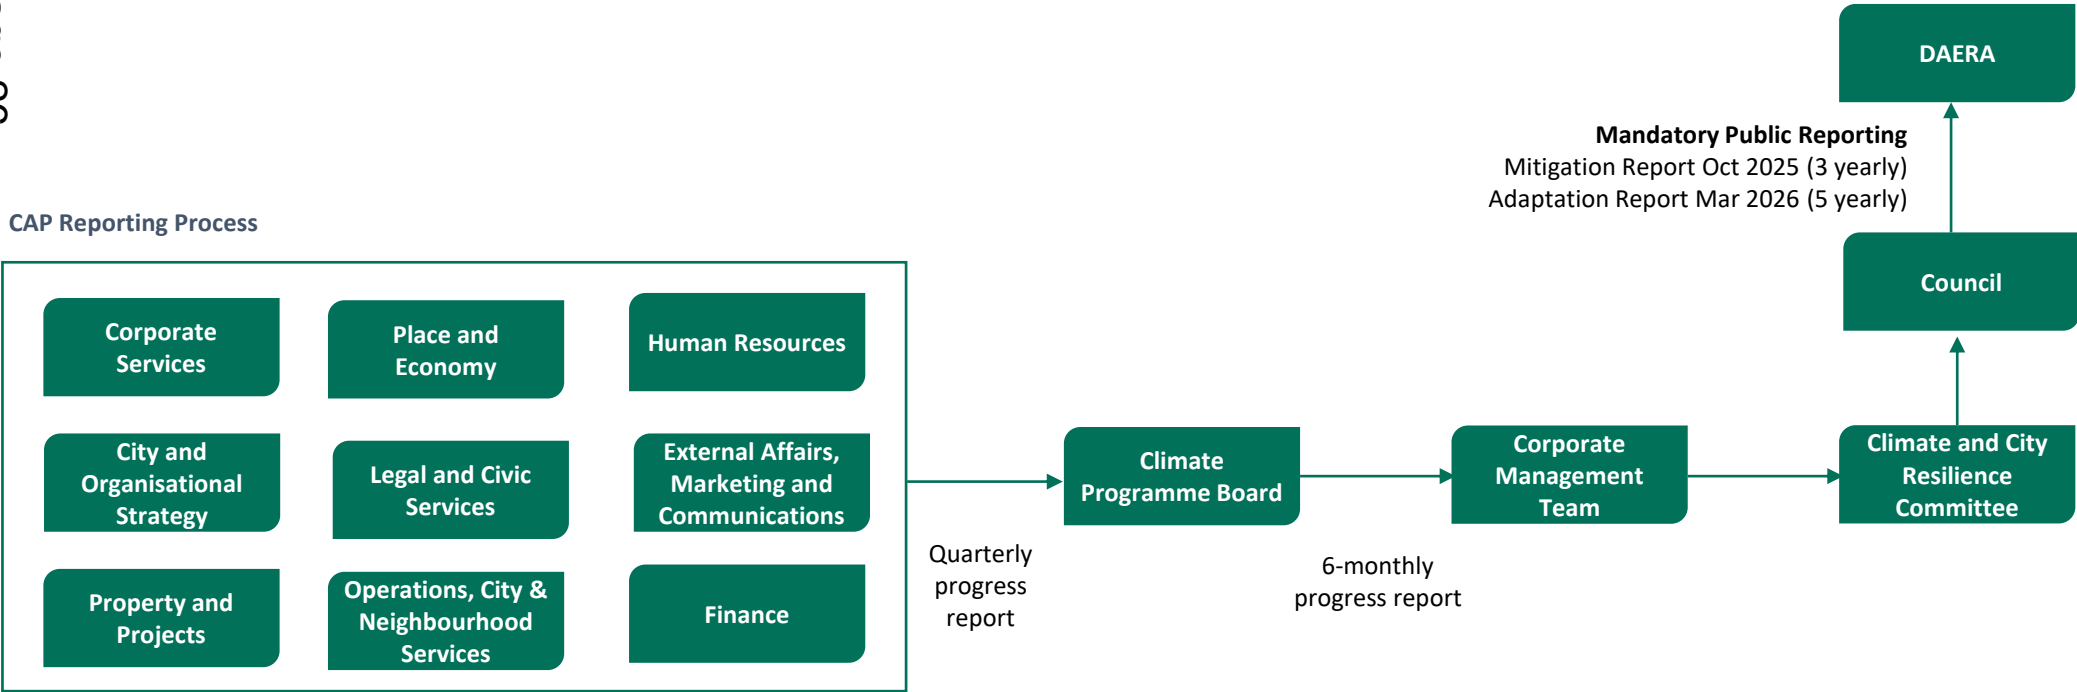 DAERA
Mandatory Public Reporting
Mitigation Report Oct 2025 (3 yearly)
Adaptation Report Mar 2026 (5 yearly)
CAP Reporting Process
Council
Corporate
Services
Place and
Economy
Human Resources
City and
Organisational
Strategy
Legal and Civic
Services
External Affairs,
Marketing and
Communications
Property and
Projects
Operations, City &
Neighbourhood
Services
Finance
Quarterly
progress
report
Climate
Programme Board
6-monthly
progress report
Corporate
Management
Team
Climate and City
Resilience
Committee